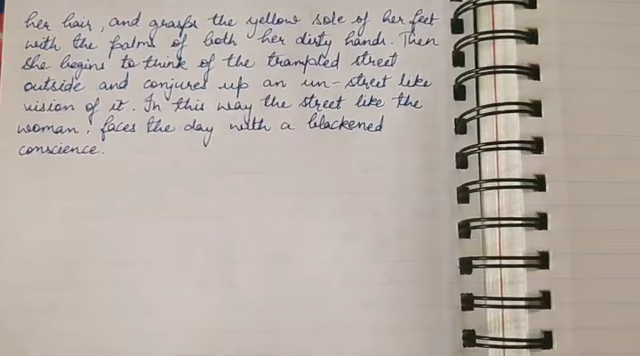 her hair, and grasps the yellow sole of her feet
with the palms of both her dirty hands. Then
she begins to think of the trampted street
outside and conjures up an un-street like
vision of it. In this way the street like the
woman, faces the day with a blackened
conscience.